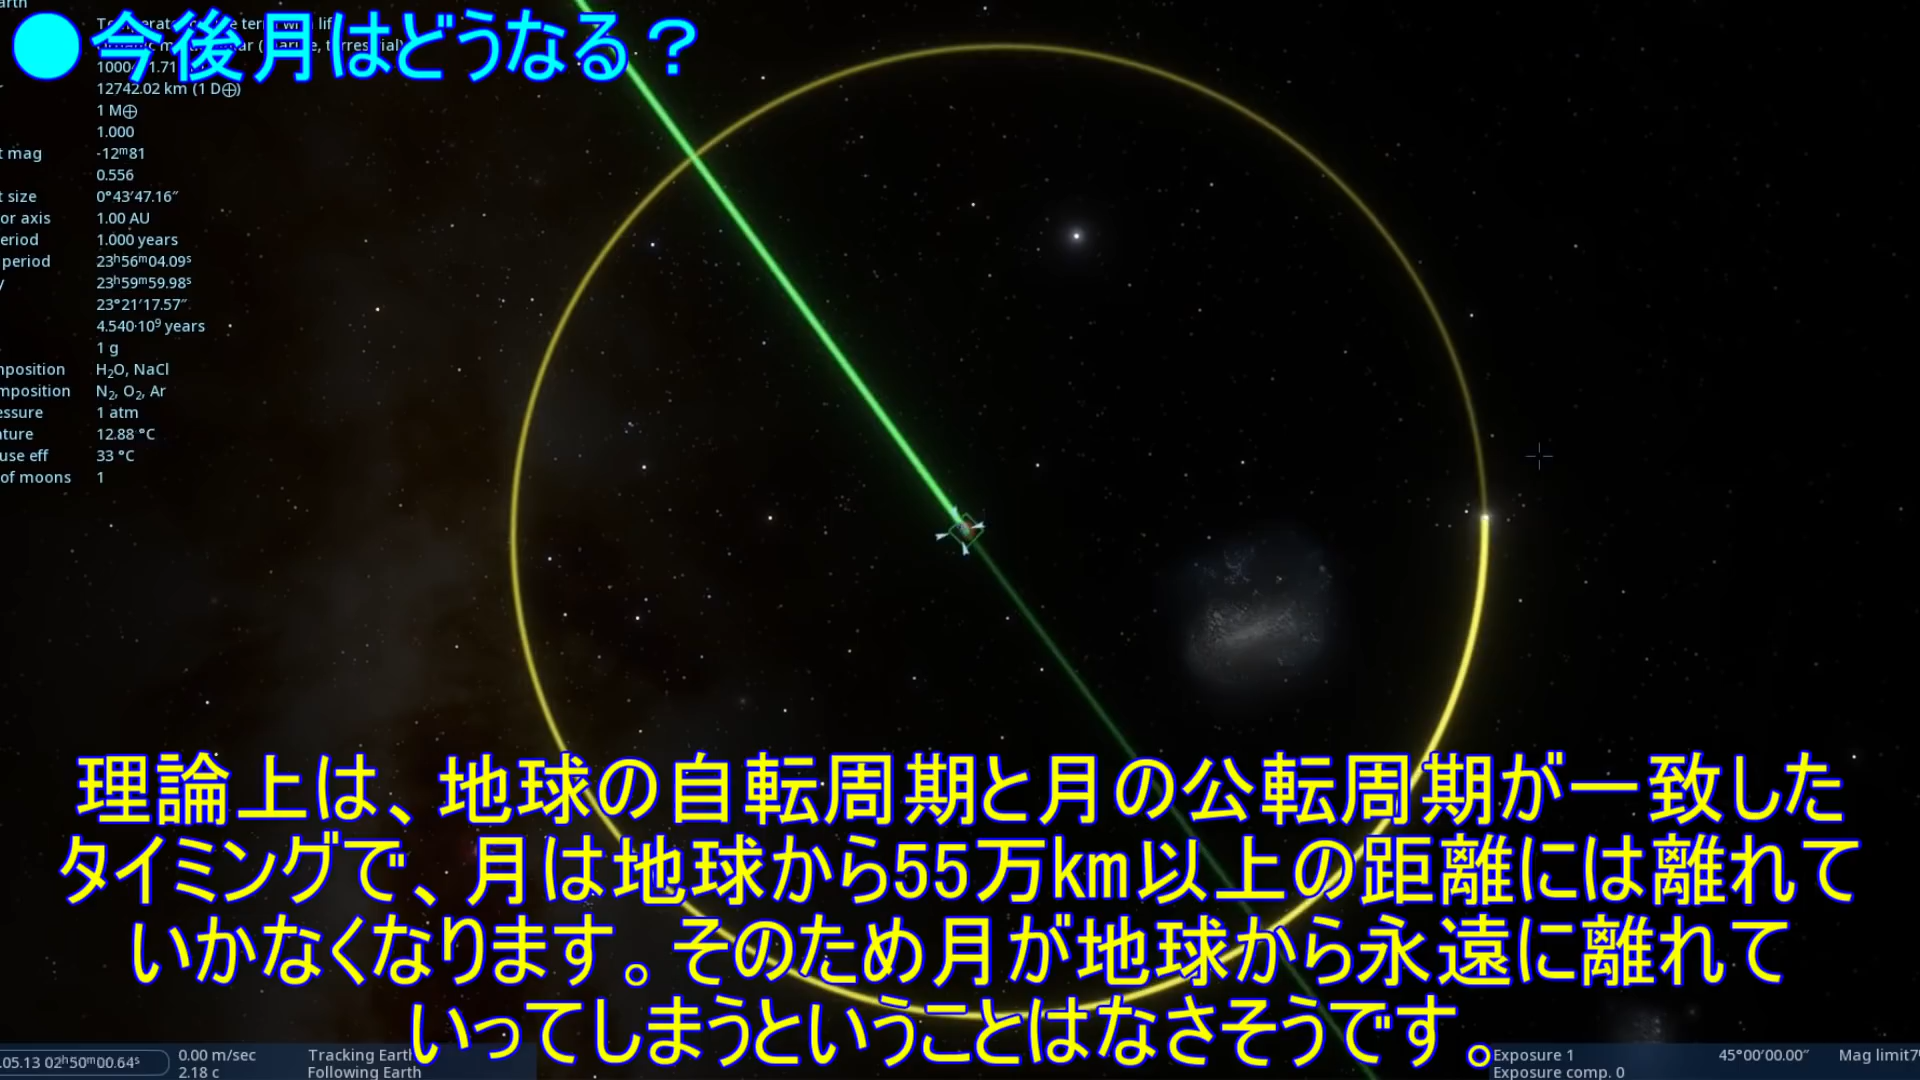 ●今後月はどうなる？
12742.02 km (1 D⊕)
1 M⊕
1.000
t mag -12ᵐ81
0.556
t size 0°43′47.16″
or axis 1.00 AU
eriod 1.000 years
period 23ʰ56ᵐ04.09ˢ
23ʰ59ᵐ59.98ˢ
23°21′17.57″
4.540·10⁹ years
1 g
nposition H₂O, NaCl
mposition N₂, O₂, Ar
essure 1 atm
ature 12.88 °C
use eff 33 °C
of moons 1
理論上は、地球の自転周期と月の公転周期が一致した
タイミングで、月は地球から55万km以上の距離には離れて
いかなくなります。そのため月が地球から永遠に離れて
いってしまうということはなさそうです。
.05.13 02ʰ50ᵐ00.64ˢ 0.00 m/sec Tracking Earth Exposure 1 45°00′00.00″ Mag limit
2.18 c Following Earth Exposure comp. 0